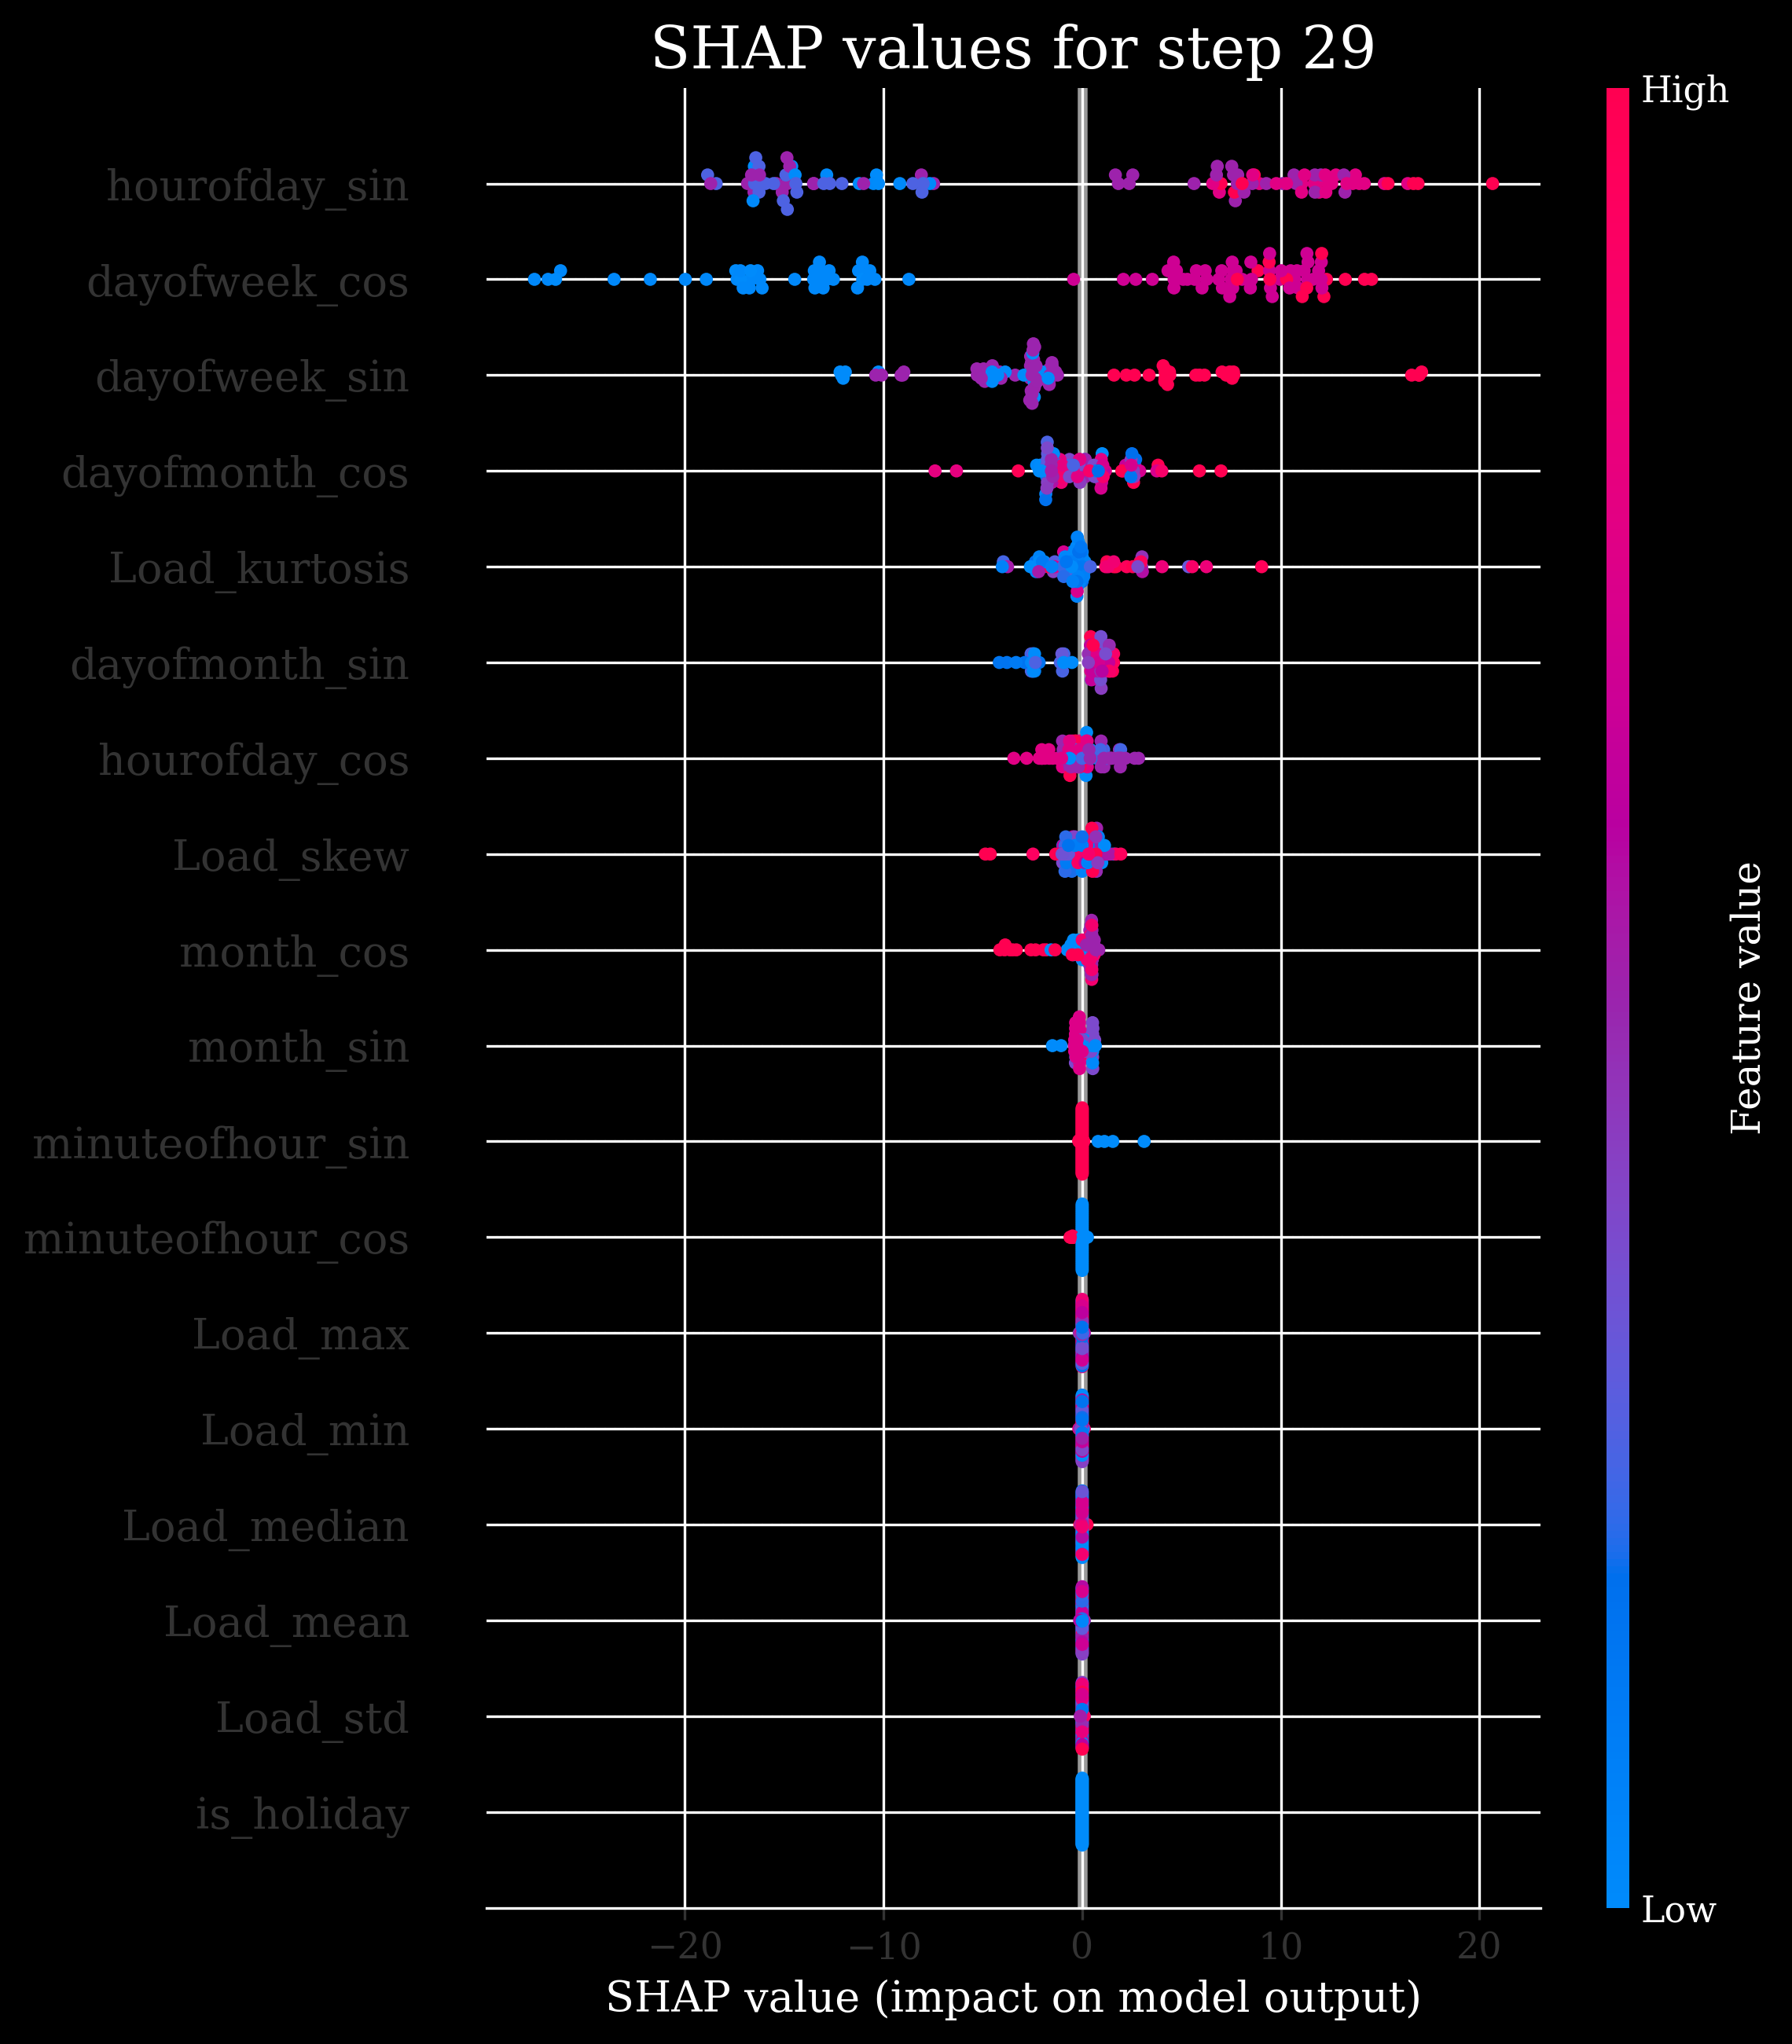 SHAP values for step 29
High
hourofday_sin
dayofweek_cos
dayofweek_sin
dayofmonth_cos
Load_kurtosis
dayofmonth_sin
hourofday_cos
Load_skew
month_cos
month_sin
minuteofhour_sin
minuteofhour_cos
Load_max
Load_min
Load_median
Load_mean
Load_std
is_holiday
Feature value
Low
−20 −10 0 10 20
SHAP value (impact on model output)